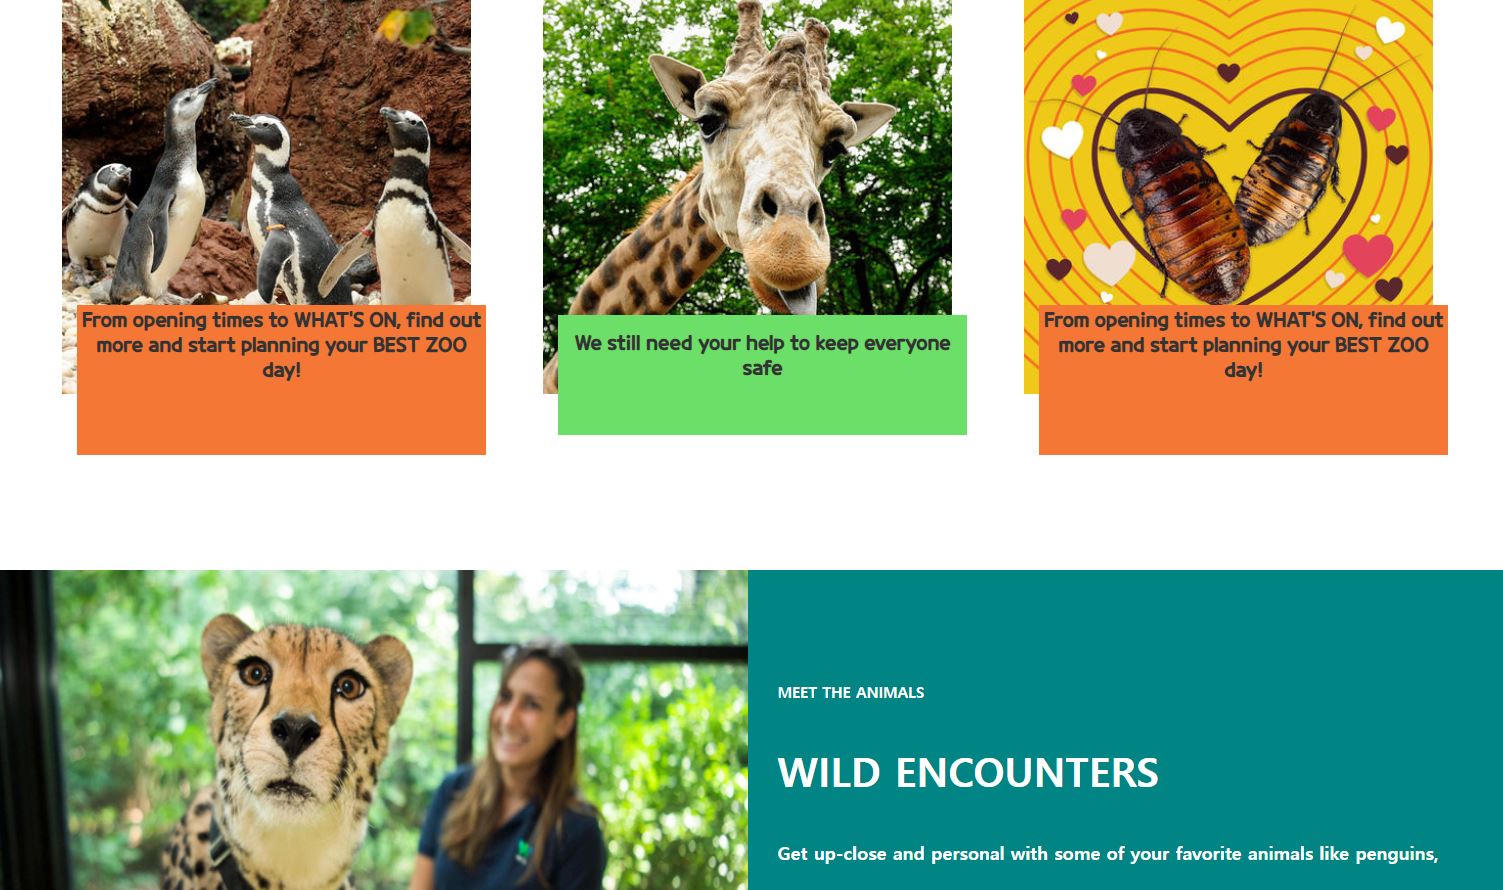 From opening times to WHAT'S ON, find out
more and start planning your BEST ZOO
day!
We still need your help to keep everyone
safe
From opening times to WHAT'S ON, find out
more and start planning your BEST ZOO
day!
MEET THE ANIMALS
WILD ENCOUNTERS
Get up-close and personal with some of your favorite animals like penguins,